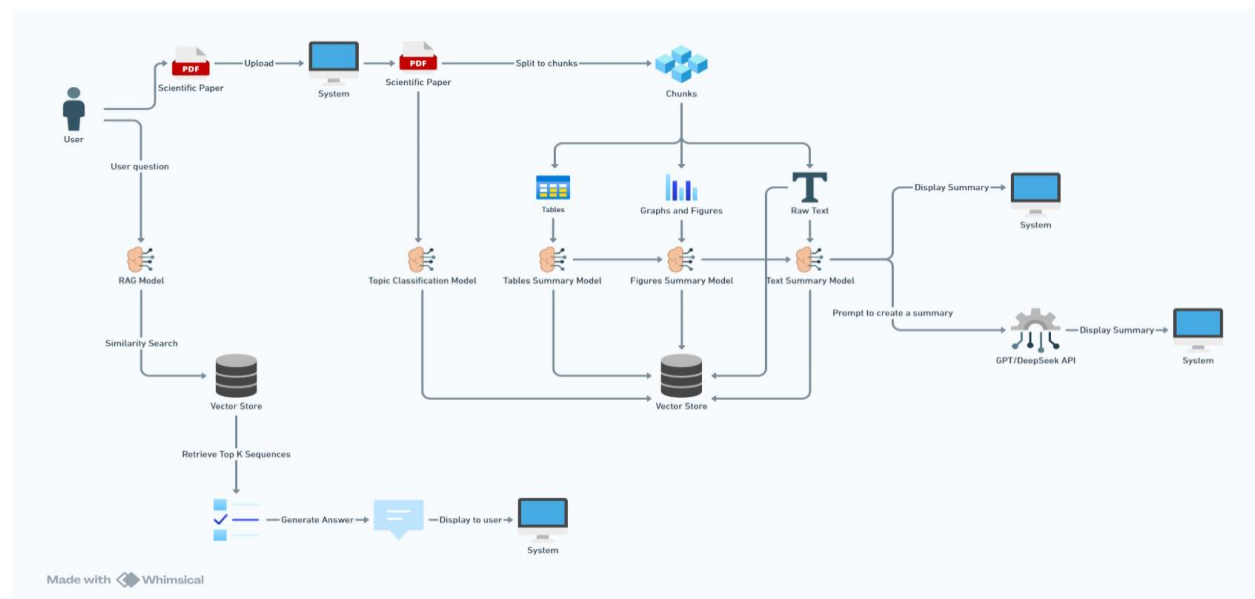 PDF
Scientific Paper
Upload
System
PDF
Scientific Paper
Split to chunks
Chunks
User
User question
Tables
Graphs and Figures
Raw Text
Display Summary
System
RAG Model
Topic Classification Model
Tables Summary Model
Figures Summary Model
Text Summary Model
Prompt to create a summary
GPT/DeepSeek API
Display Summary
System
Similarity Search
Vector Store
Vector Store
Retrieve Top K Sequences
Generate Answer
Display to user
System
Made with Whimsical